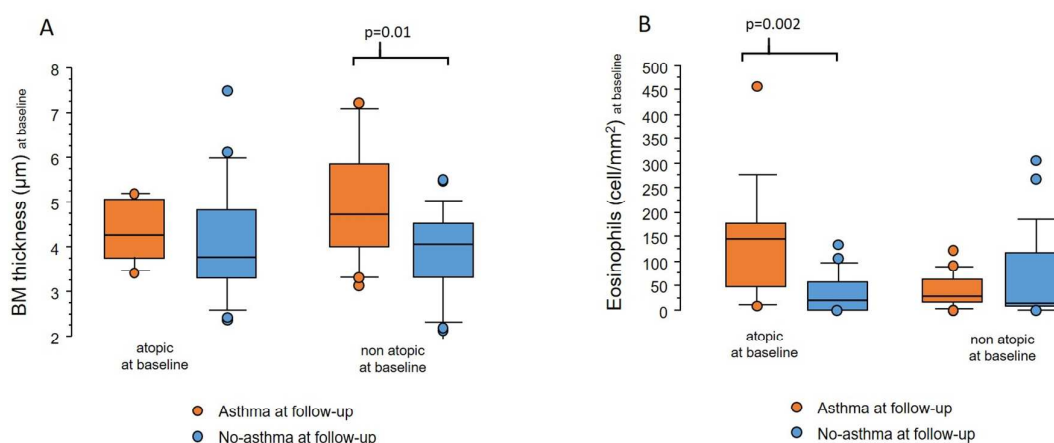 A
p=0.01
BM thickness (µm) at baseline
8
7
6
5
4
3
2
atopic
at baseline
non atopic
at baseline
Asthma at follow-up
No-asthma at follow-up
B
p=0.002
Eosinophils (cell/mm²) at baseline
500
450
400
350
300
250
200
150
100
50
0
atopic
at baseline
non atopic
at baseline
Asthma at follow-up
No-asthma at follow-up